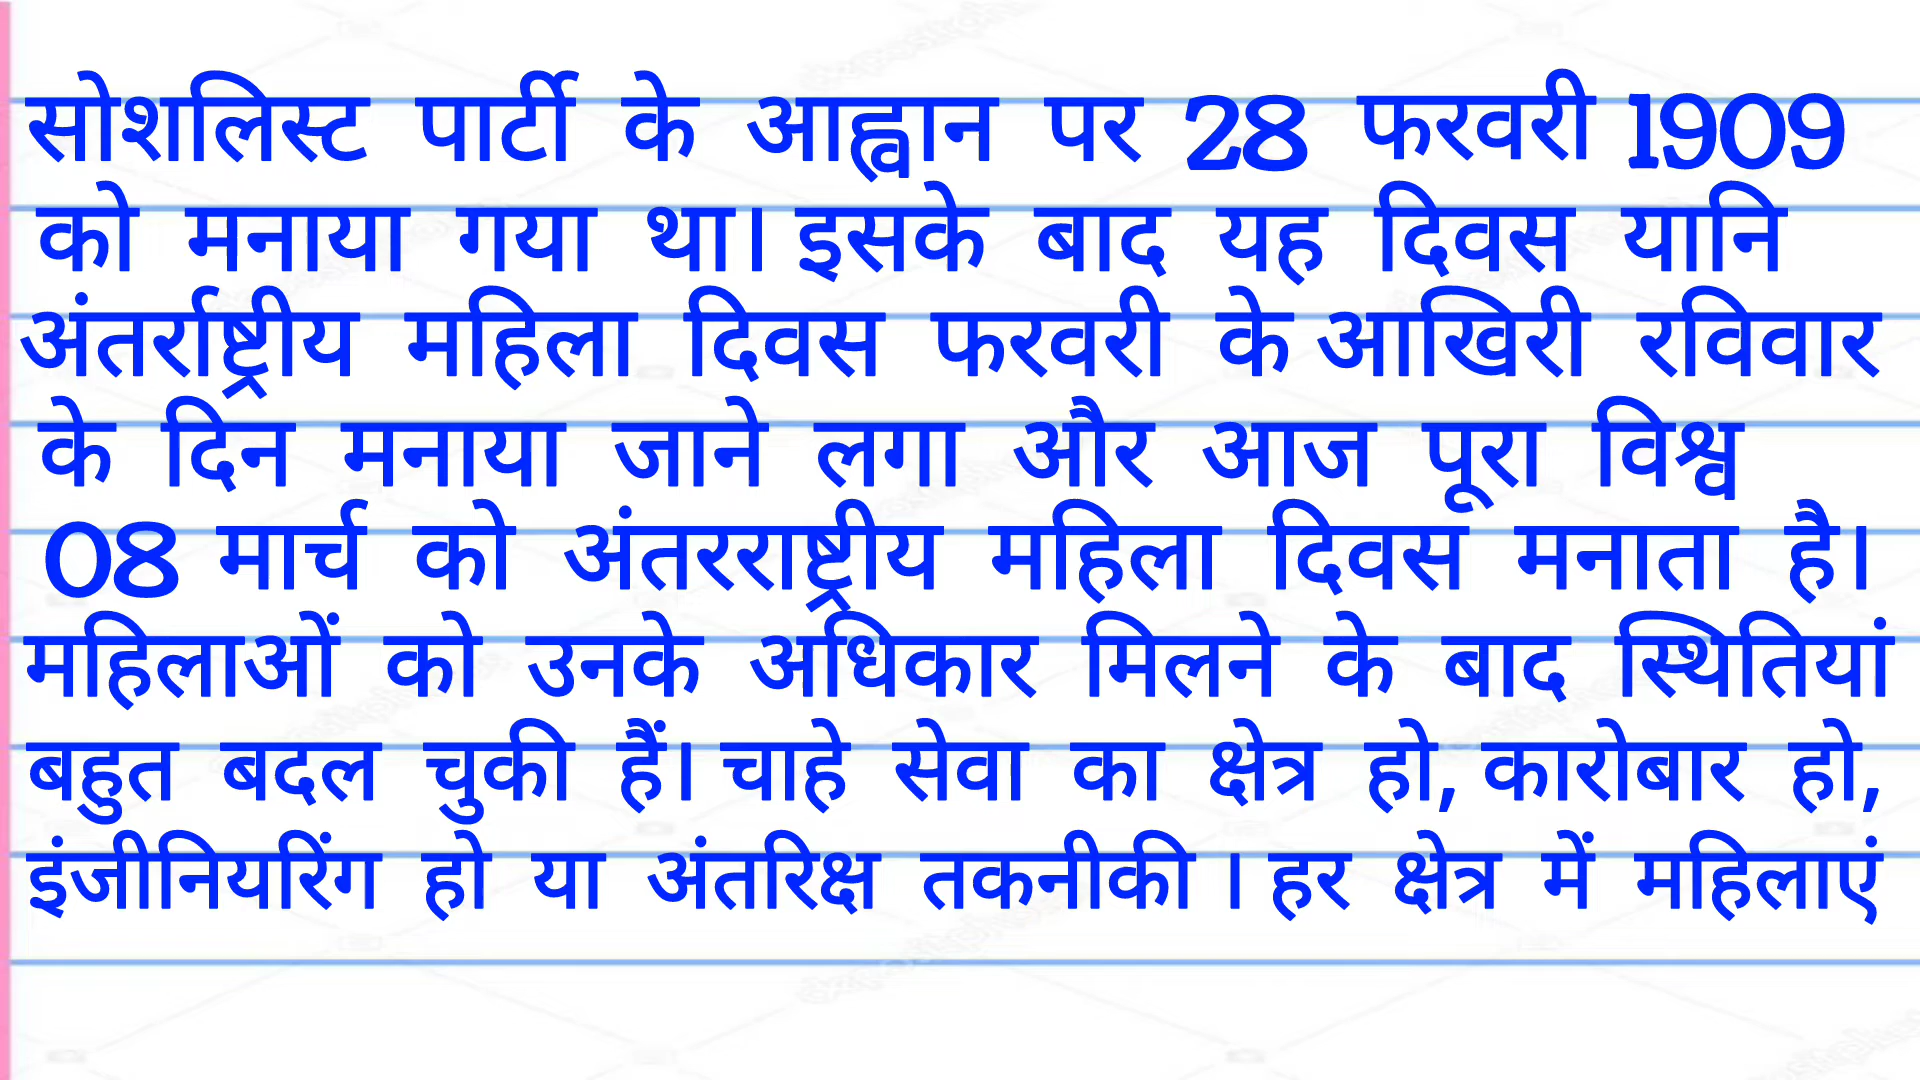 सोशलिस्ट पार्टी के आह्वान पर 28 फरवरी 1909
को मनाया गया था। इसके बाद यह दिवस यानि
अंतर्राष्ट्रीय महिला दिवस फरवरी के आखिरी रविवार
के दिन मनाया जाने लगा और आज पूरा विश्व
08 मार्च को अंतरराष्ट्रीय महिला दिवस मनाता है।
महिलाओं को उनके अधिकार मिलने के बाद स्थितियां
बहुत बदल चुकी हैं। चाहे सेवा का क्षेत्र हो, कारोबार हो,
इंजीनियरिंग हो या अंतरिक्ष तकनीकी । हर क्षेत्र में महिलाएं